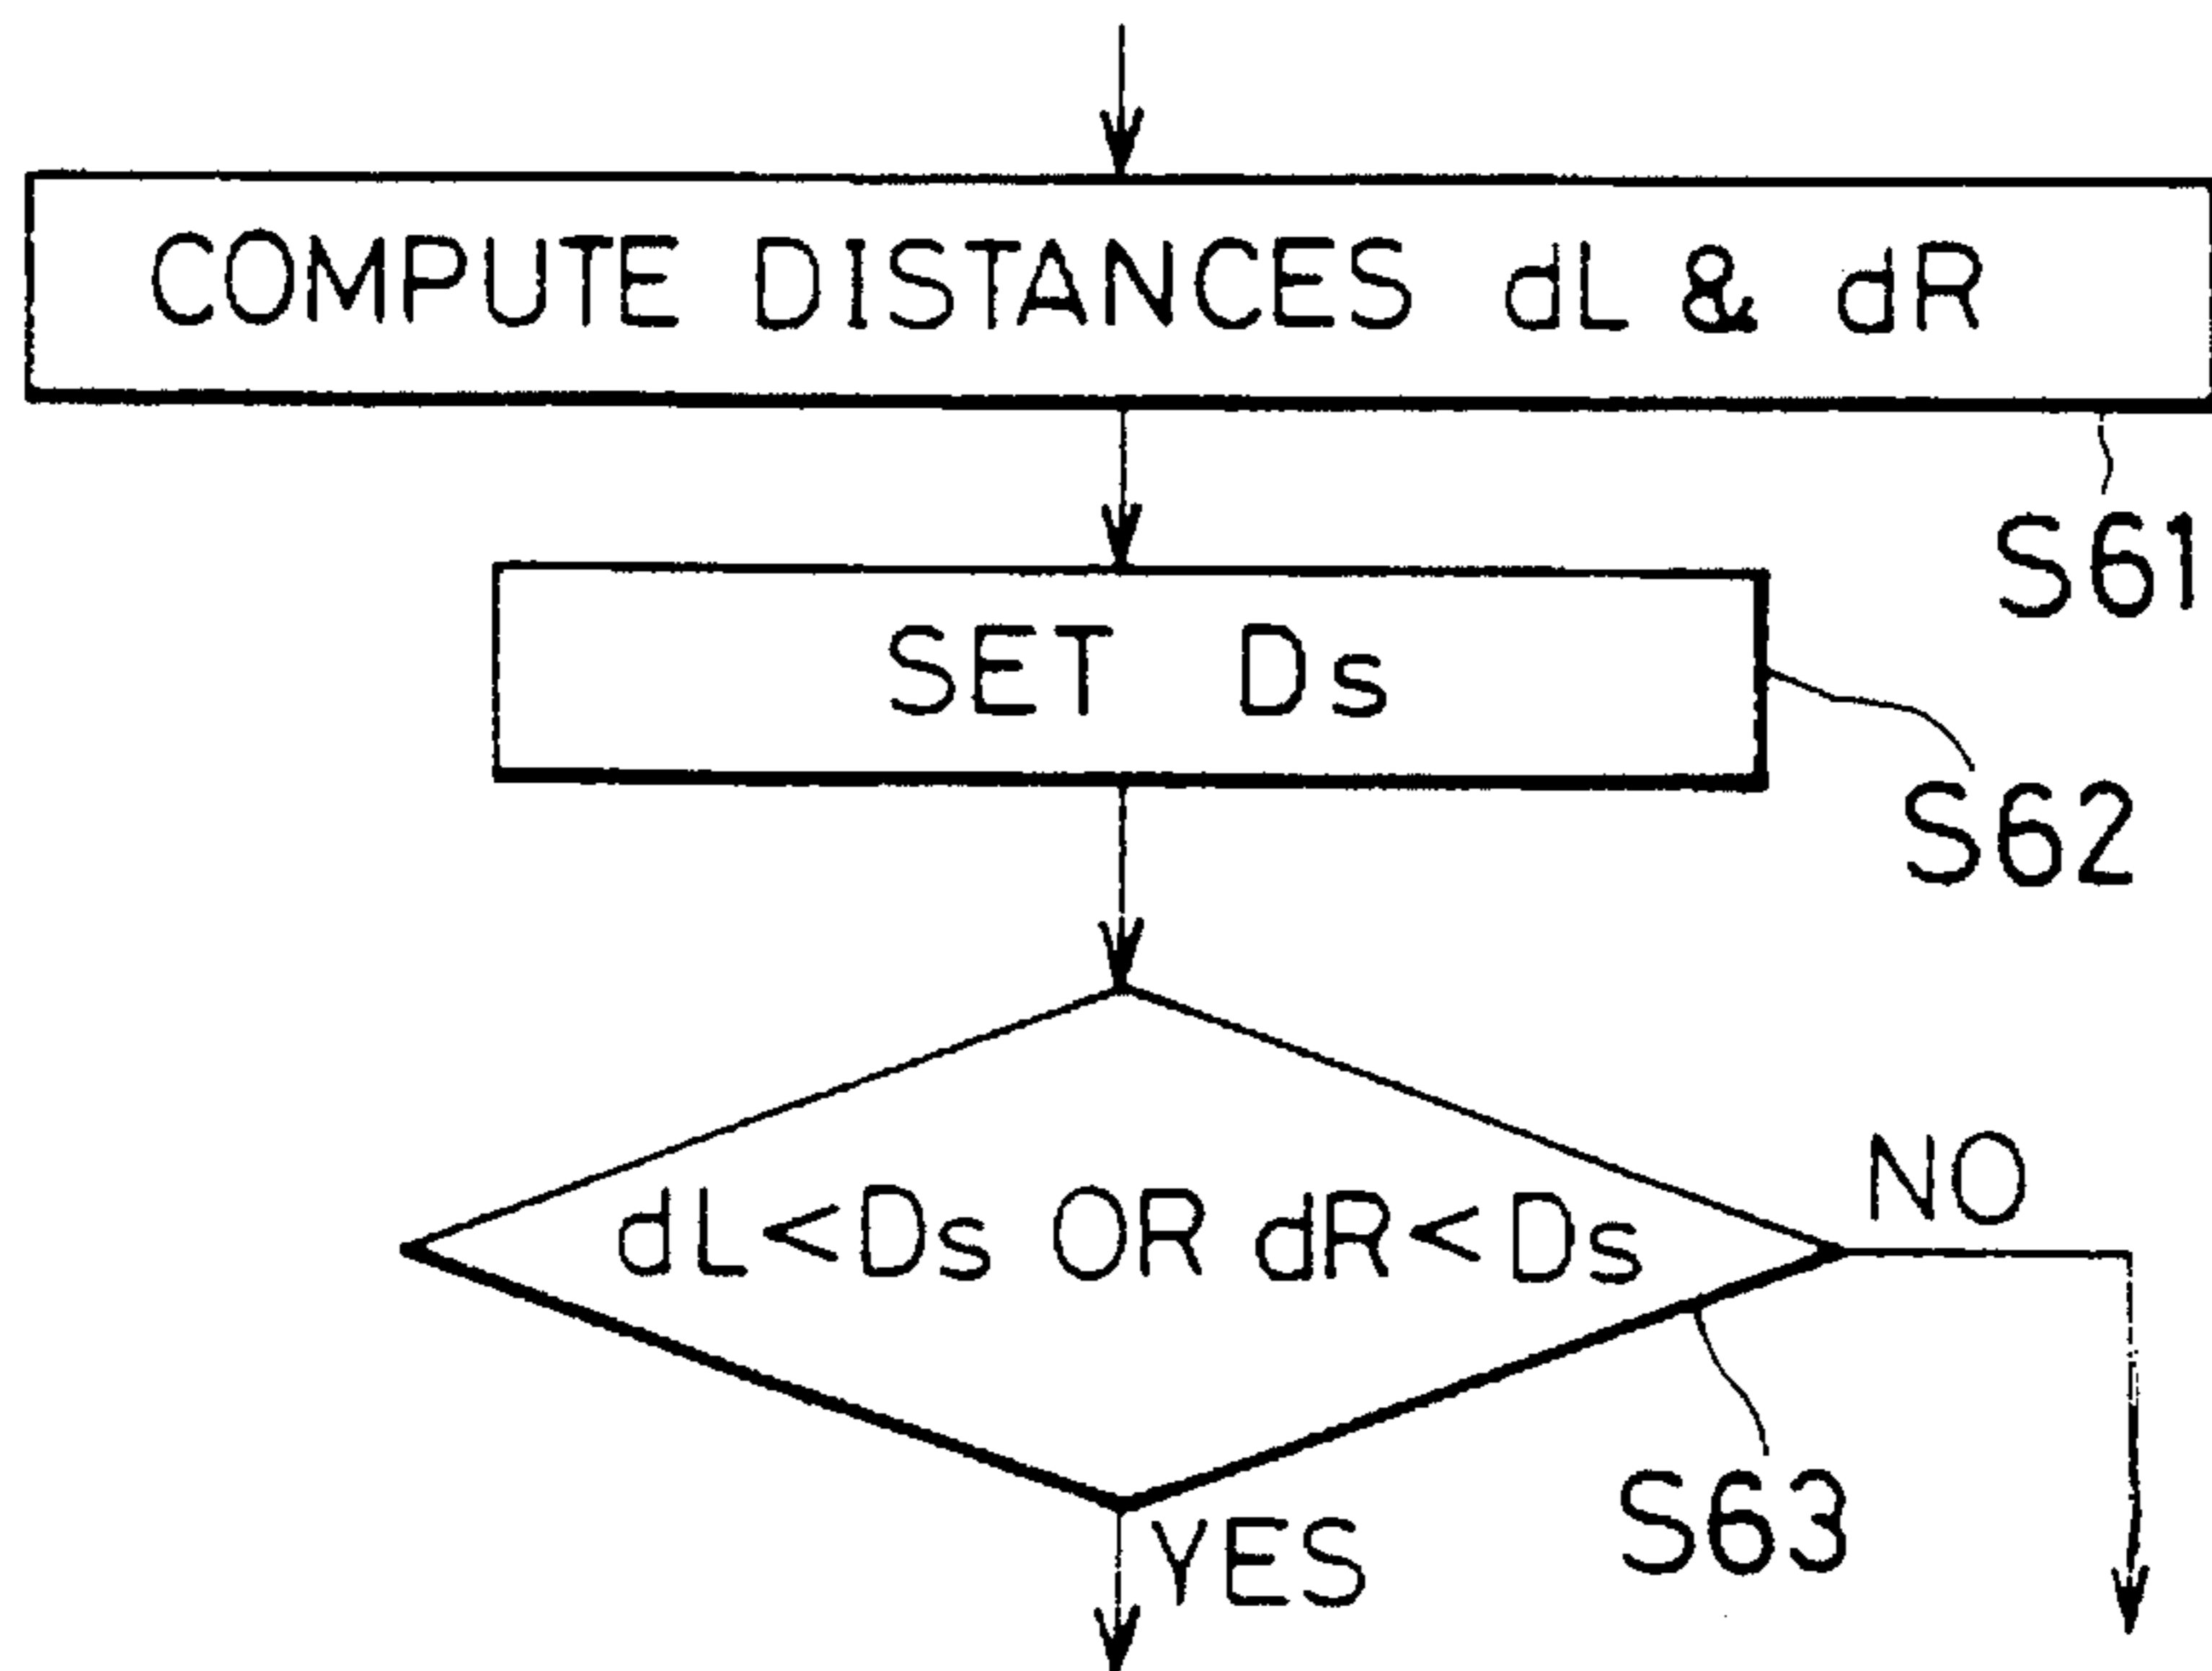 COMPUTE DISTANCES dL & dR
S61
SET Ds
S62
dL<Ds OR dR<Ds
NO
S63
YES